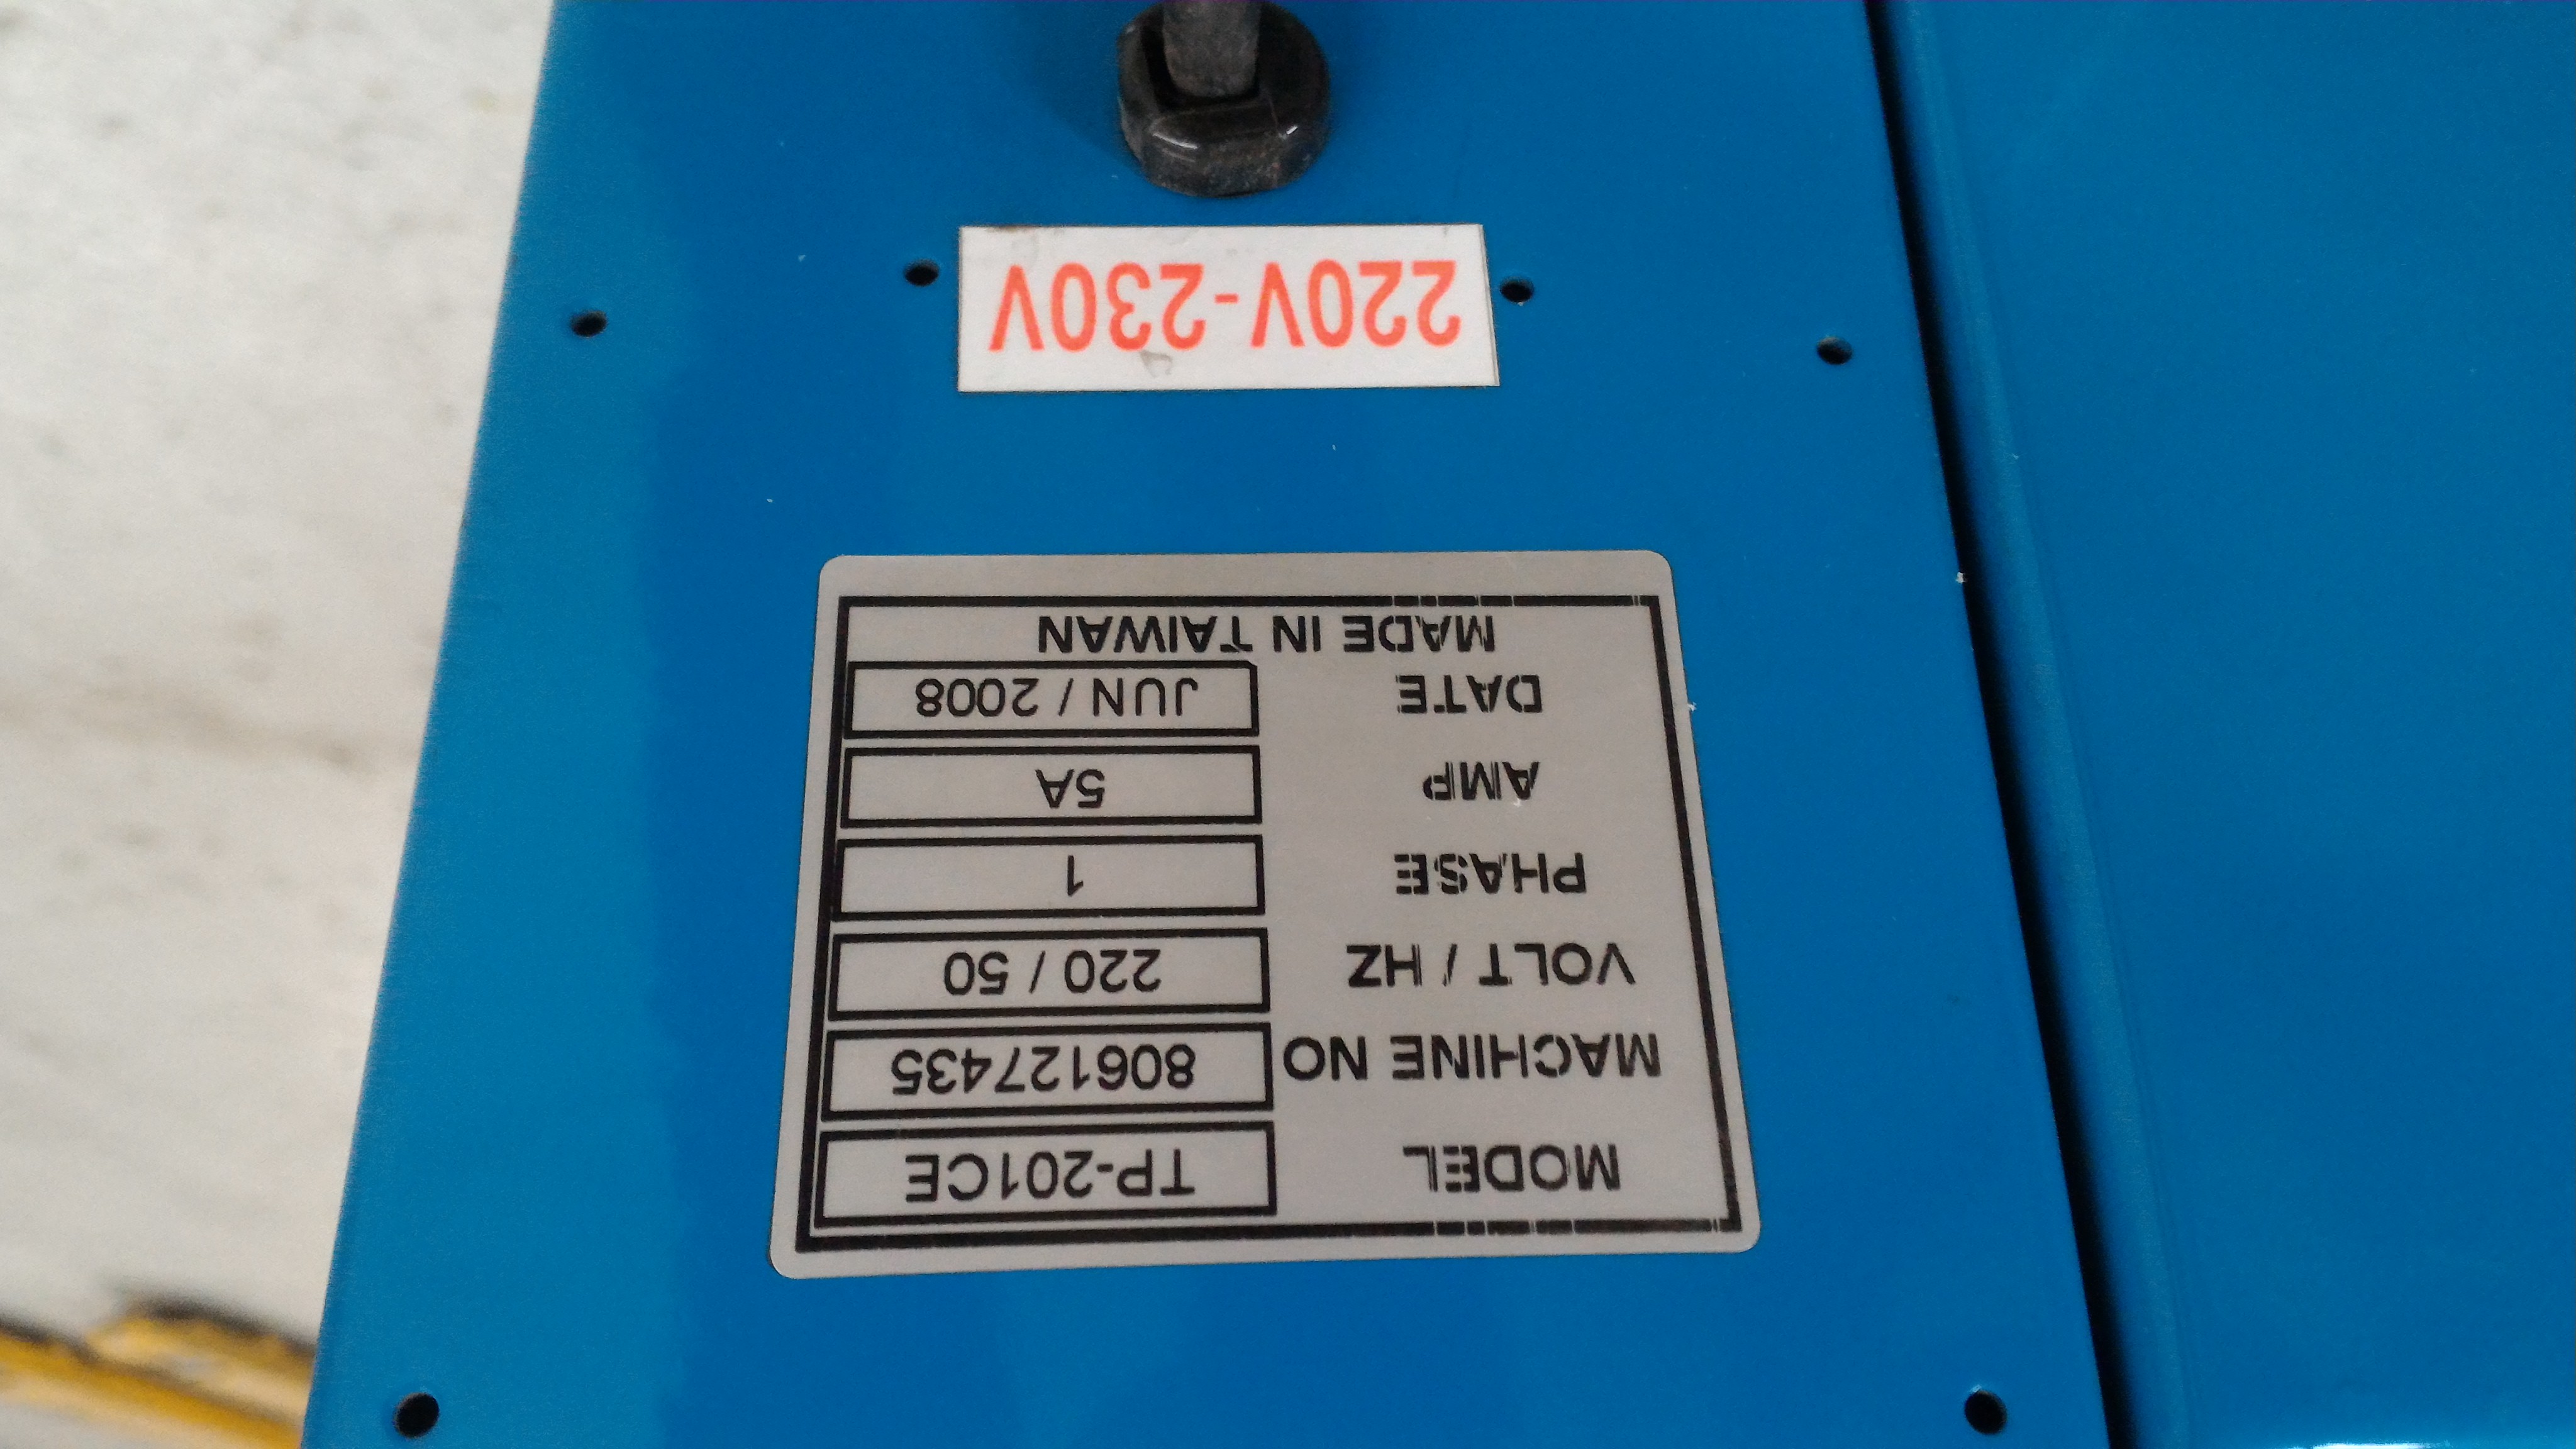 MODEL TP-201CE
MACHINE NO 806127435
VOLT / HZ 220 / 50
PHASE 1
AMP 5A
DATE JUN / 2008
MADE IN TAIWAN
220V-230V